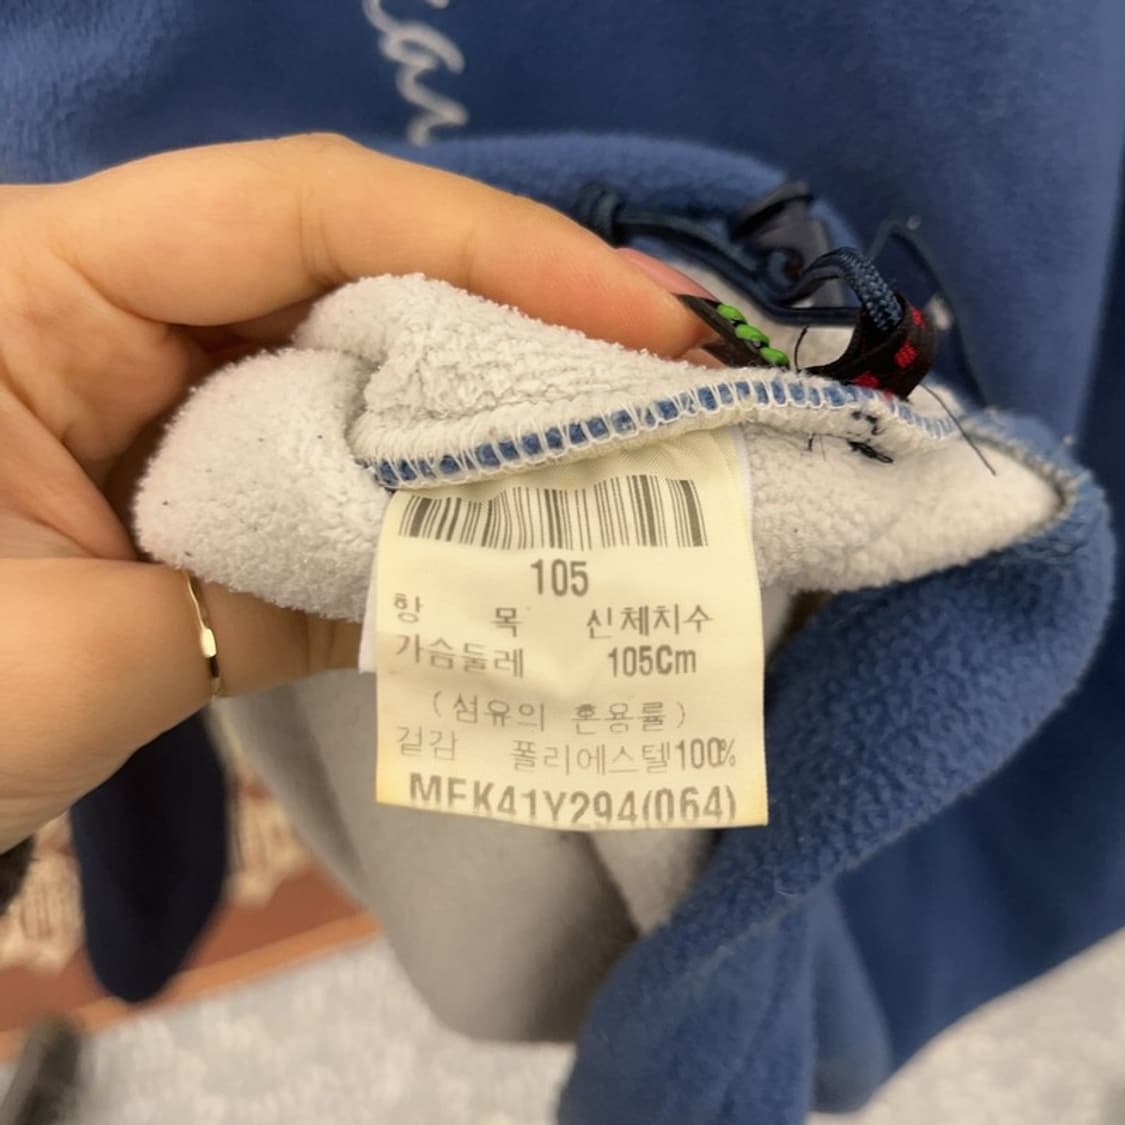 105
항 목 신체치수
가슴둘레 105Cm
(섬유의 혼용률)
겉감 폴리에스텔100%
MFK41Y294(064)